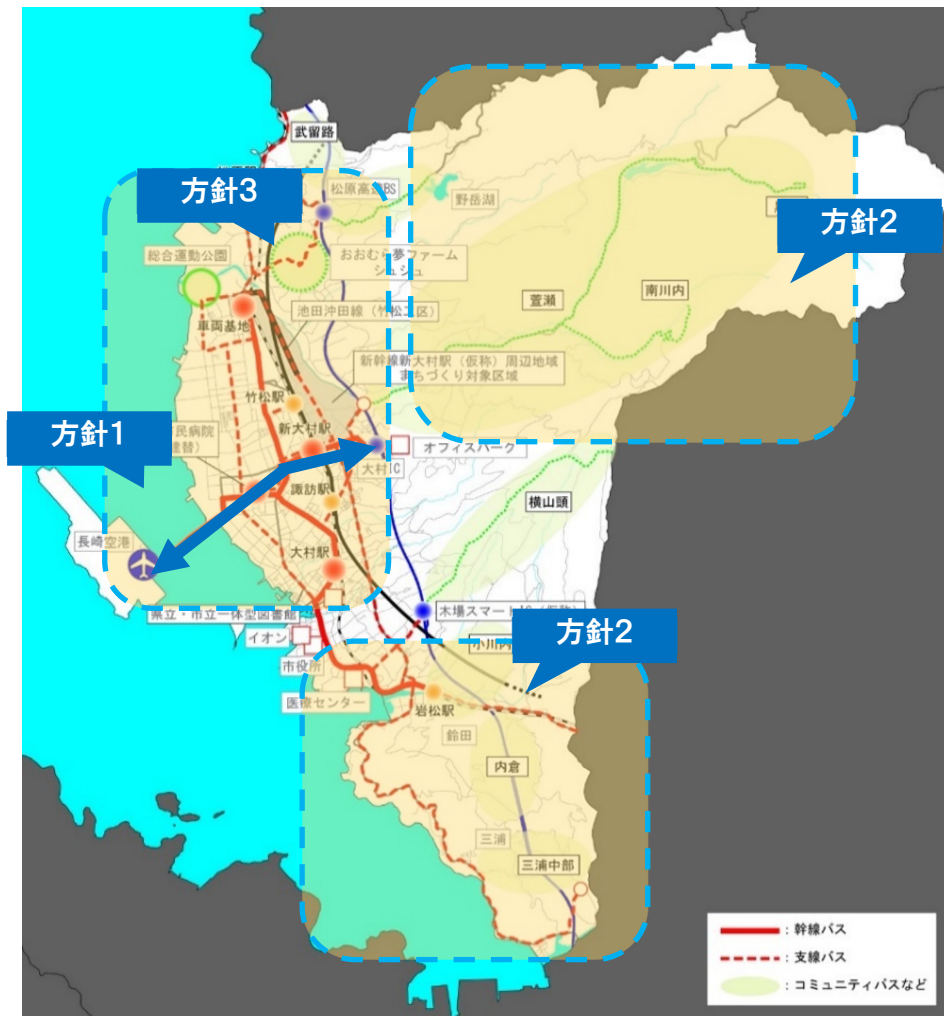 武留路
方針3
松原高速BS
野岳湖
方針2
総合運動公園
おおむら夢ファーム
シュシュ
南川内
萱瀬
車両基地
池田沖田線（竹松工区）
新幹線新大村駅（仮称）周辺地域
まちづくり対象区域
竹松駅
方針1
新大村駅
民病院
建替）
オフィスパーク
大村IC
諏訪駅
横山頭
長崎空港
大村駅
県立・市立一体型図書館
木場スマートIC（仮称）
イオン
方針2
小川内
市役所
医療センター
岩松駅
鈴田
内倉
三浦
三浦中部
：幹線バス
：支線バス
：コミュニティバスなど